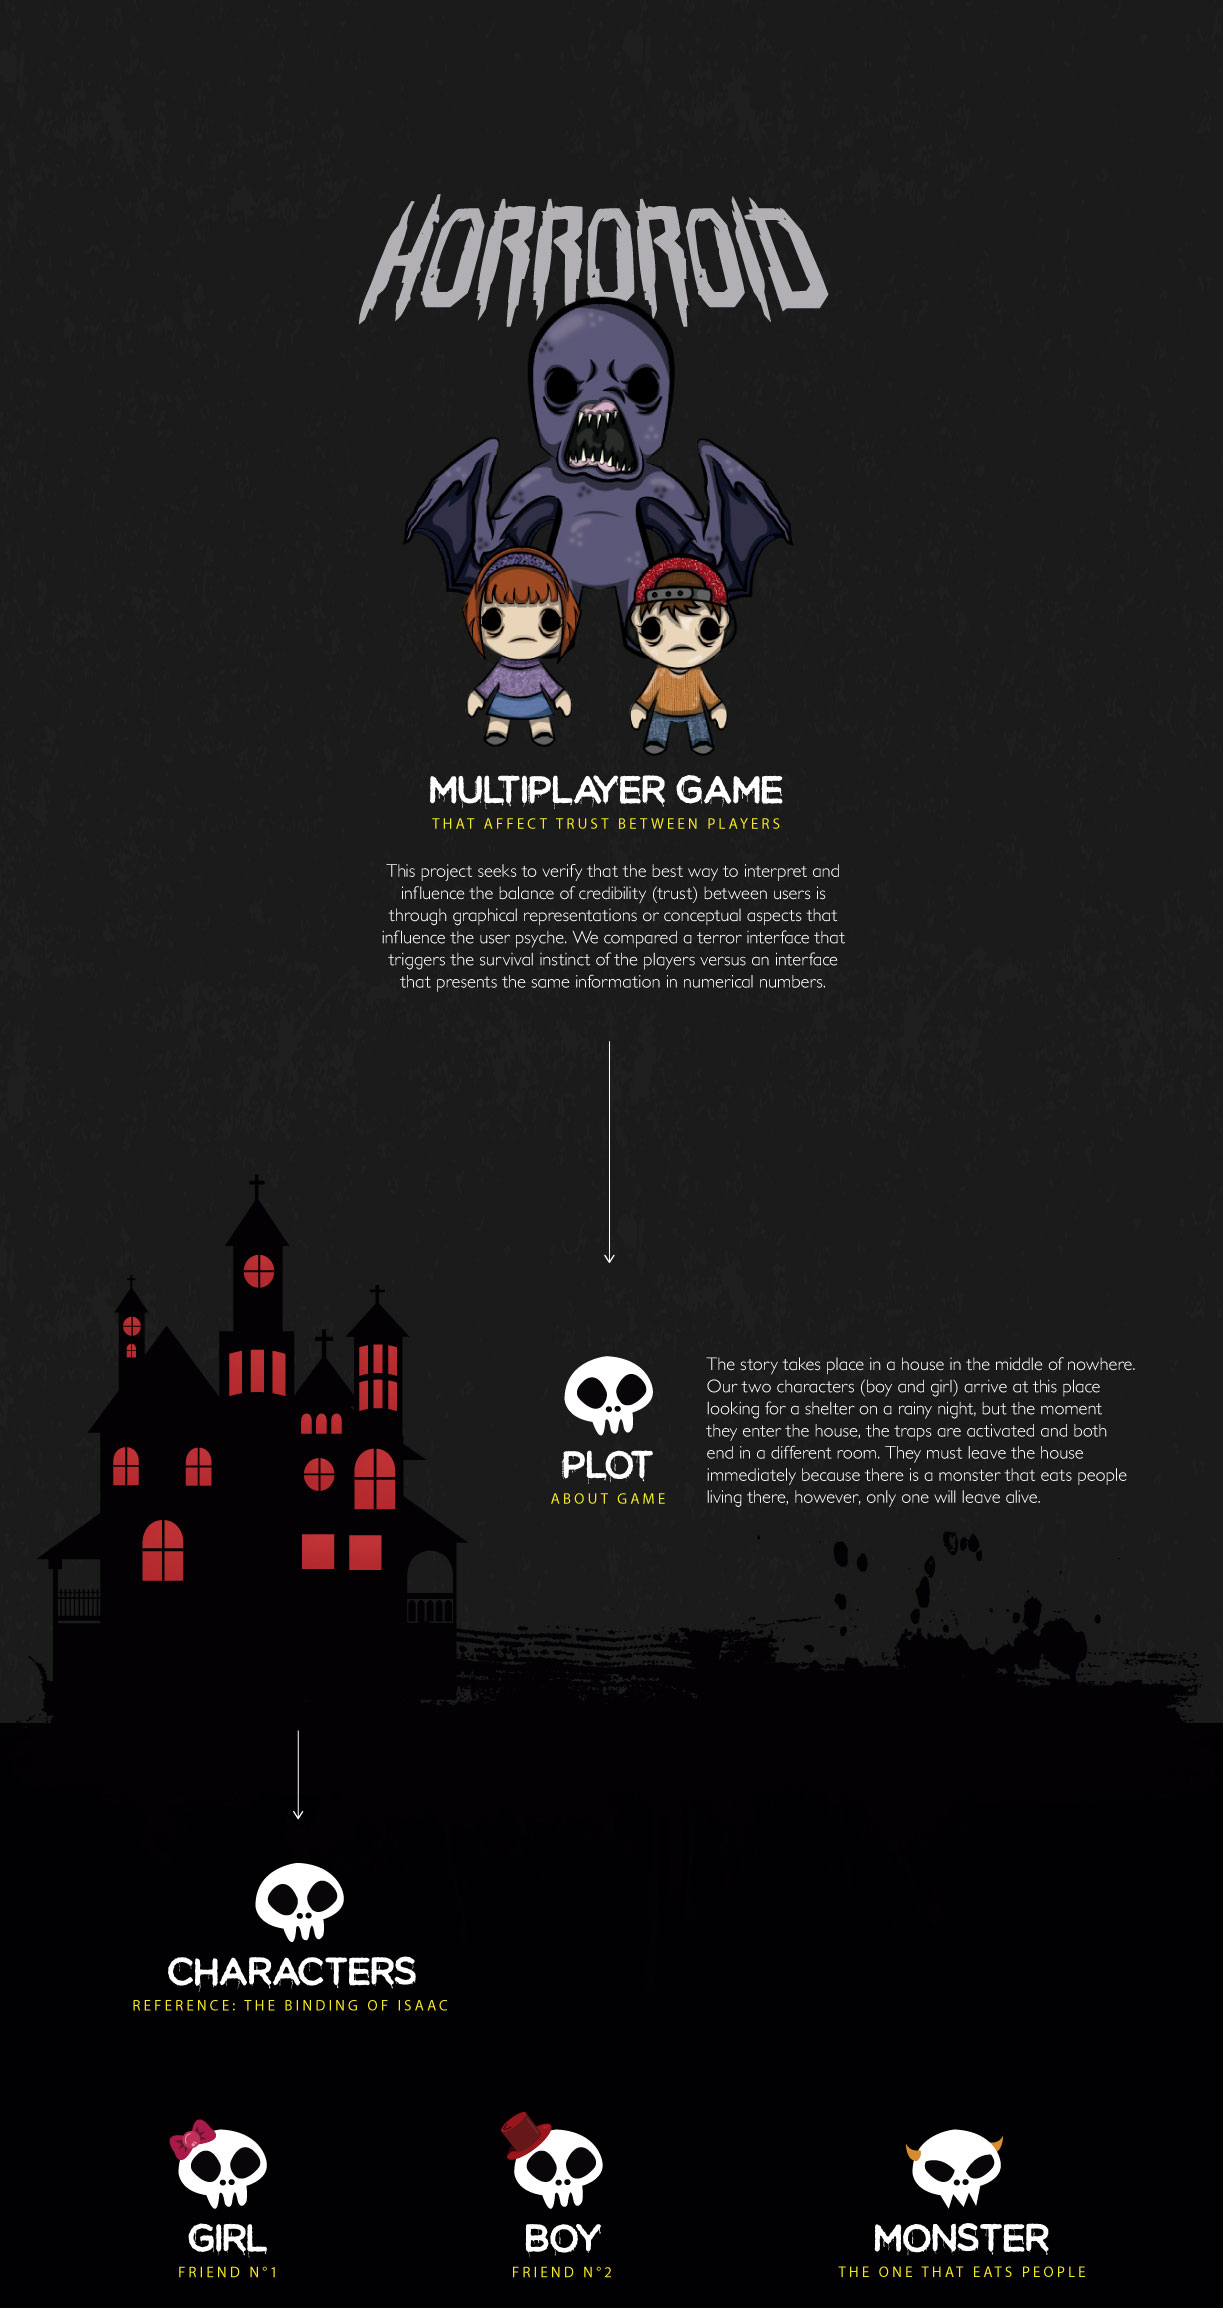 HORROROID
MULTIPLAYER GAME
THAT AFFECT TRUST BETWEEN PLAYERS
This project seeks to verify that the best way to interpret and
influence the balance of credibility (trust) between users is
through graphical representations or conceptual aspects that
influence the user psyche. We compared a terror interface that
triggers the survival instinct of the players versus an interface
that presents the same information in numerical numbers.
PLOT
ABOUT GAME
The story takes place in a house in the middle of nowhere.
Our two characters (boy and girl) arrive at this place
looking for a shelter on a rainy night, but the moment
they enter the house, the traps are activated and both
end in a different room. They must leave the house
immediately because there is a monster that eats people
living there, however, only one will leave alive.
CHARACTERS
REFERENCE: THE BINDING OF ISAAC
GIRL
FRIEND N°1
BOY
FRIEND N°2
MONSTER
THE ONE THAT EATS PEOPLE